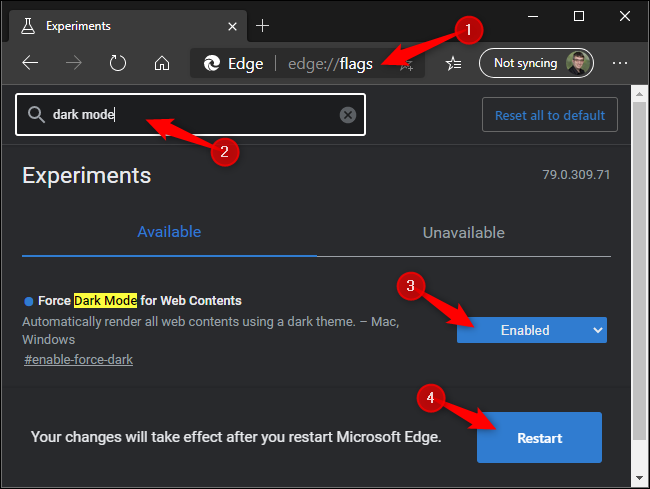 Experiments
1
Edge
edge://flags
Not syncing
dark mode
2
Reset all to default
Experiments
79.0.309.71
Available
Unavailable
Force Dark Mode for Web Contents
3
Automatically render all web contents using a dark theme. – Mac,
Windows
Enabled
#enable-force-dark
4
Your changes will take effect after you restart Microsoft Edge.
Restart